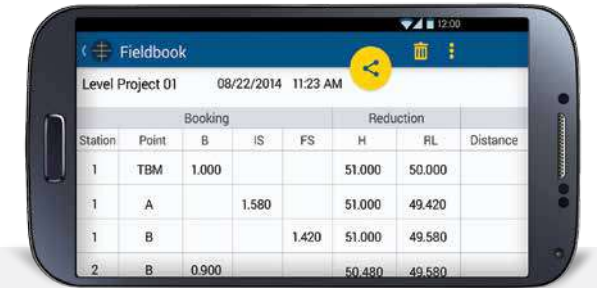 12:00
Fieldbook
Level Project 01 08/22/2014 11:23 AM
Booking Reduction
Station Point B IS FS H RL Distance
1 TBM 1.000 51.000 50.000
1 A 1.580 51.000 49.420
1 B 1.420 51.000 49.580
2 B 0.900 50.480 49.580